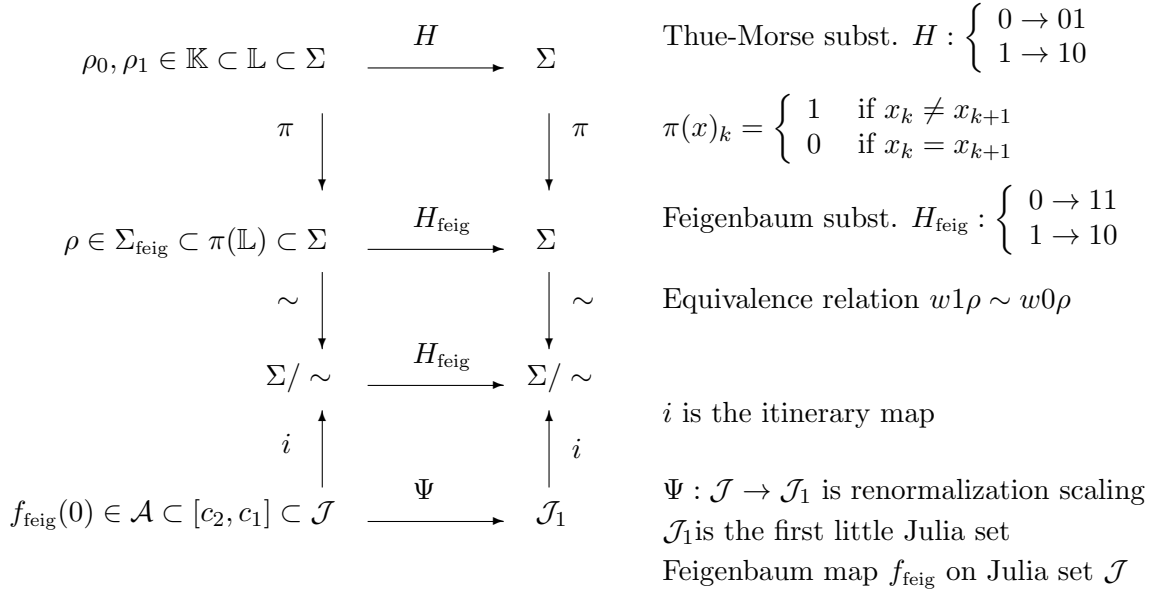 H
Thue-Morse subst. H : { 0 → 01
1 → 10
ρ₀, ρ₁ ∈ 𝕂 ⊂ 𝕃 ⊂ Σ
Σ
π
π
π(x)ₖ = { 1 if xₖ ≠ xₖ₊₁
0 if xₖ = xₖ₊₁
H_feig
Feigenbaum subst. H_feig : { 0 → 11
1 → 10
ρ ∈ Σ_feig ⊂ π(𝕃) ⊂ Σ
Σ
∼
∼
Equivalence relation w1ρ ∼ w0ρ
H_feig
Σ/ ∼
Σ/ ∼
i is the itinerary map
i
i
Ψ
Ψ : 𝒥 → 𝒥₁ is renormalization scaling
f_feig(0) ∈ 𝒜 ⊂ [c₂, c₁] ⊂ 𝒥
𝒥₁
𝒥₁is the first little Julia set
Feigenbaum map f_feig on Julia set 𝒥